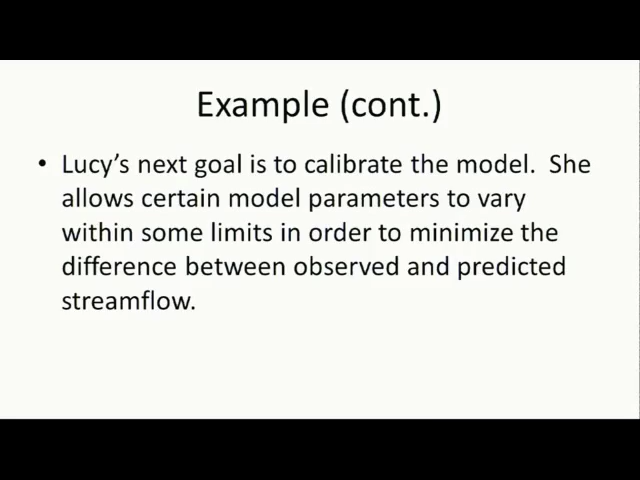 Example (cont.)
• Lucy’s next goal is to calibrate the model.  She
allows certain model parameters to vary
within some limits in order to minimize the
difference between observed and predicted
streamflow.